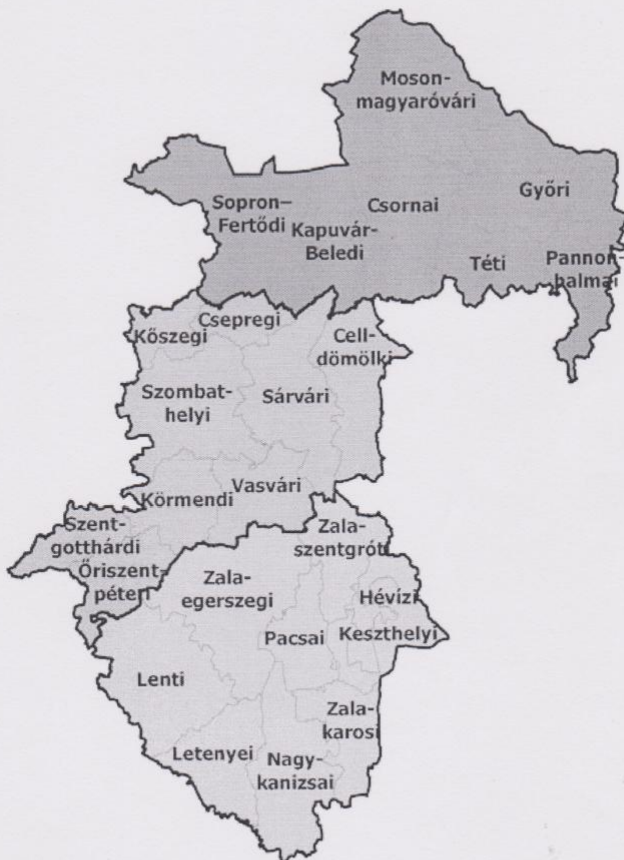 Moson-
magyaróvári
Győri
Sopron–
Fertődi
Csornai
Kapuvár-
Beledi
Téti
Pannon-
halmai
Csepregi
Kőszegi
Cell-
dömölki
Szombat-
helyi
Sárvári
Vasvári
Körmendi
Szent-
gotthárdi
Őriszent-
péteri
Zala-
szentgróti
Zala-
egerszegi
Hévízi
Keszthelyi
Pacsai
Lenti
Zala-
karosi
Letenyei
Nagy-
kanizsai